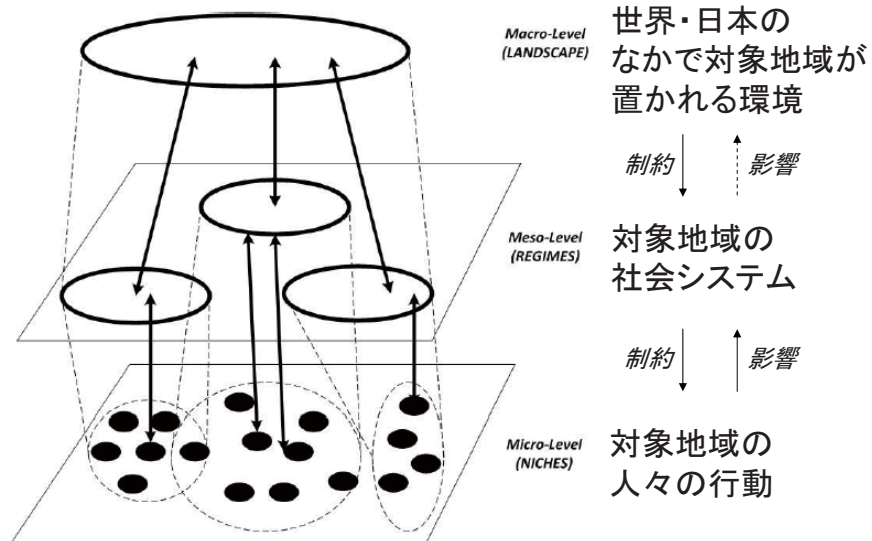 Macro-Level
(LANDSCAPE)
世界・日本の
なかで対象地域が
置かれる環境
制約
影響
Meso-Level
(REGIMES)
対象地域の
社会システム
制約
影響
Micro-Level
(NICHES)
対象地域の
人々の行動